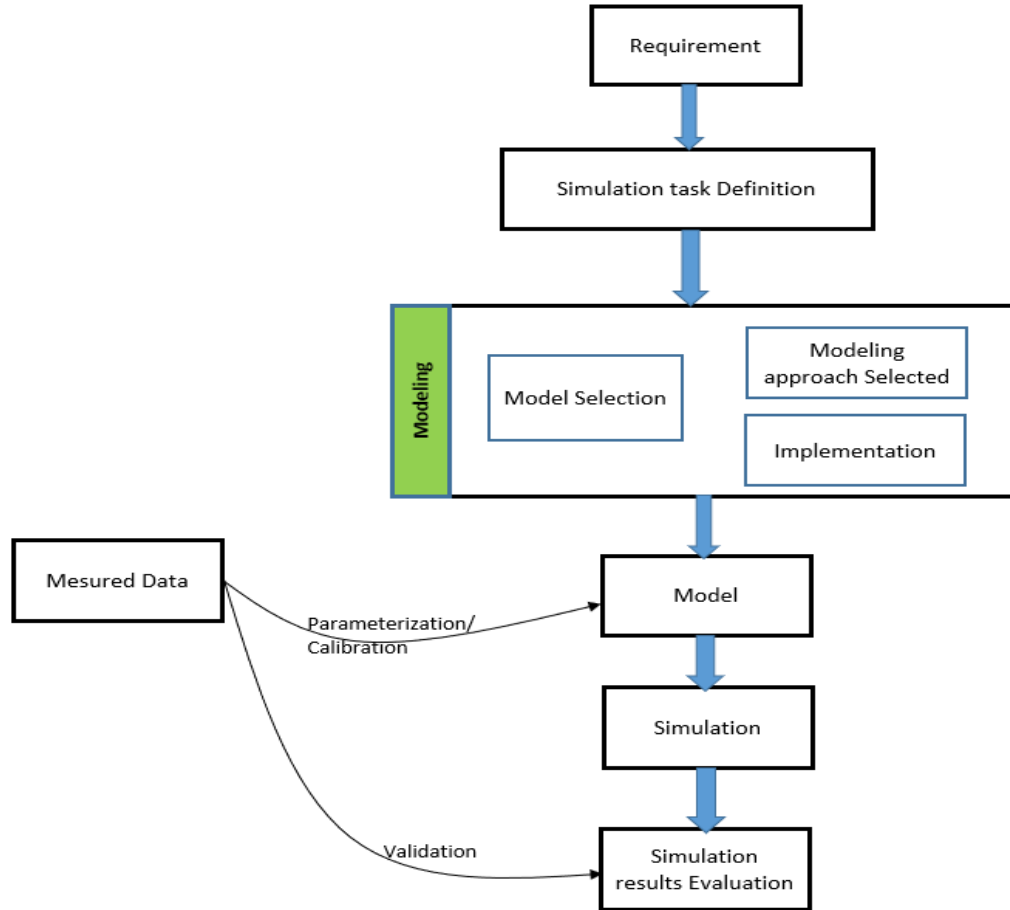 Requirement
Simulation task Definition
Modeling
Model Selection
Modeling
approach Selected
Implementation
Mesured Data
Parameterization/
Calibration
Model
Simulation
Validation
Simulation
results Evaluation